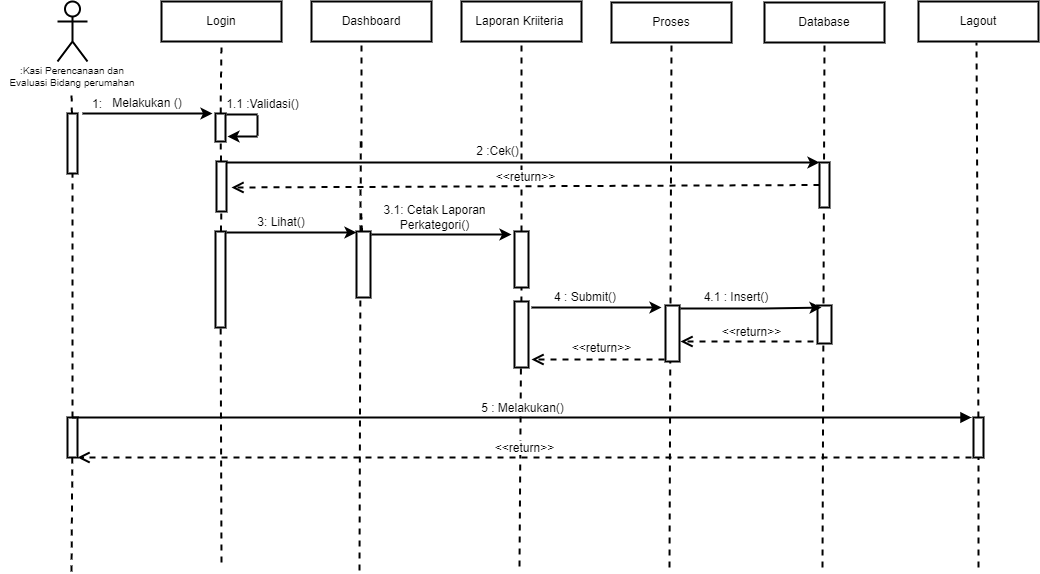 Login
Dashboard
Laporan Kriiteria
Proses
Database
Lagout
:Kasi Perencanaan dan
Evaluasi Bidang perumahan
1: Melakukan ()
1.1 :Validasi()
2 :Cek()
<<return>>
3: Lihat()
3.1: Cetak Laporan
Perkategori()
4 : Submit()
4.1 : Insert()
<<return>>
<<return>>
5 : Melakukan()
<<return>>